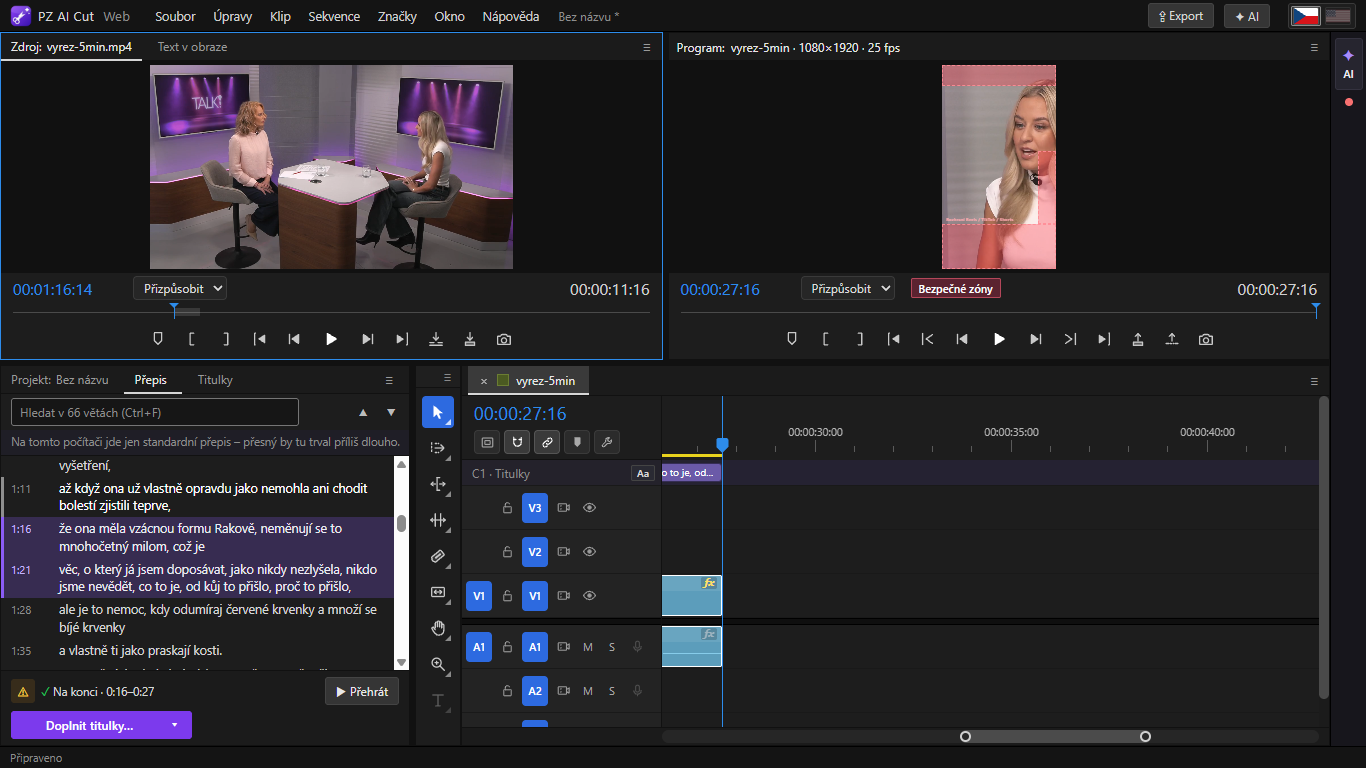 PZ AI Cut Web Soubor Úpravy Klip Sekvence Značky Okno Nápověda Bez názvu * Export AI
Zdroj: vyrez-5min.mp4 Text v obraze
TALK
00:01:16:14 Přizpůsobit 00:00:11:16
Program: vyrez-5min · 1080×1920 · 25 fps
00:00:27:16 Přizpůsobit Bezpečné zóny 00:00:27:16
AI
Projekt: Bez názvu Přepis Titulky
Hledat v 66 větách (Ctrl+F)
Na tomto počítači jde jen standardní přepis – přesný by tu trval příliš dlouho.
vyšetření,
1:11 až když ona už vlastně opravdu jako nemohla ani chodit
bolestí zjistili teprve,
1:16 že ona měla vzácnou formu Rakově, neměnují se to
mnohočetný milom, což je
1:21 věc, o který já jsem doposávat, jako nikdy nezlyšela, nikdo
jsme nevědět, co to je, od kůj to přišlo, proč to přišlo,
1:28 ale je to nemoc, kdy odumíraj červené krvenky a množí se
bíjé krvenky
1:35 a vlastně ti jako praskají kosti.
✓ Na konci · 0:16–0:27 Přehrát
Doplnit titulky...
vyrez-5min
00:00:27:16
00:00:30:00 00:00:35:00 00:00:40:00
C1 · Titulky Aa o to je, od...
V3
V2
V1 V1 fx
A1 A1 M S fx
A2 M S
Připraveno